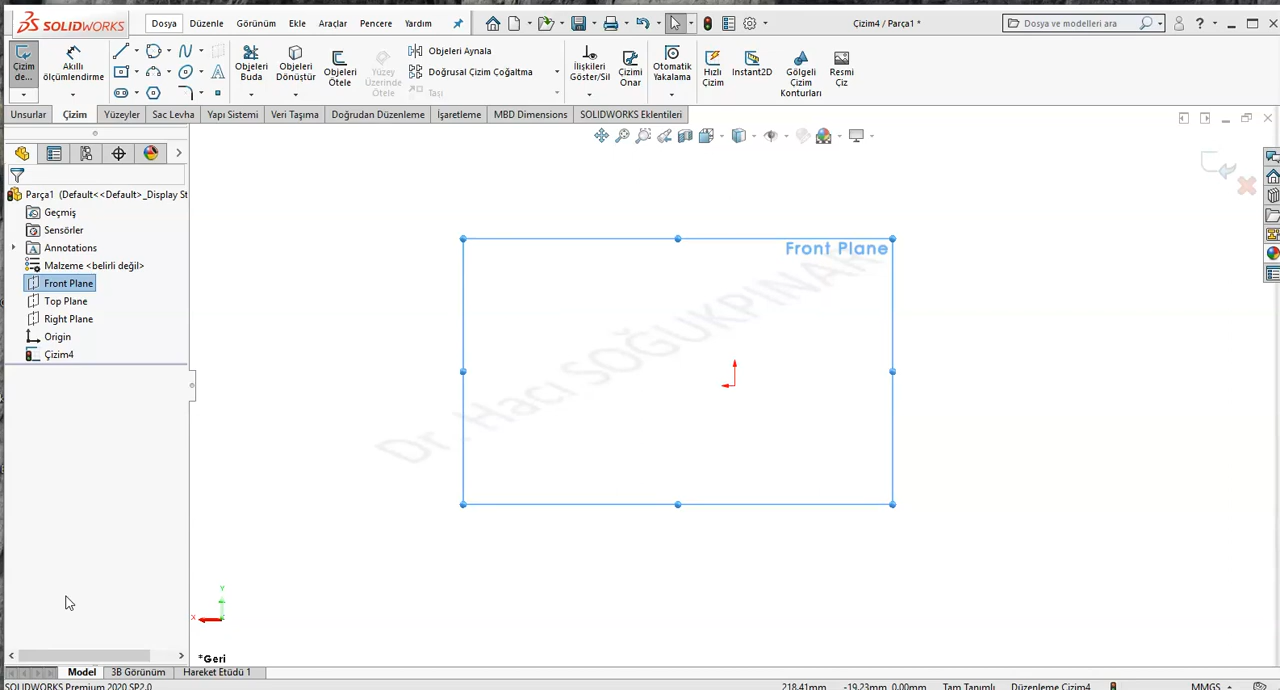 SOLIDWORKS
Dosya Düzenle Görünüm Ekle Araçlar Pencere Yardım
Çizim4 / Parça1 *
Dosya ve modelleri ara
Çizim de...
Akıllı ölçümlendirme
Objeleri Buda
Objeleri Dönüştür
Objeleri Ötele
Yüzey Üzerinde Ötele
Objeleri Aynala
Doğrusal Çizim Çoğaltma
Taşı
İlişkileri Göster/Sil
Çizimi Onar
Otomatik Yakalama
Hızlı Çizim
Instant2D
Gölgeli Çizim Konturları
Resmi Çiz
Unsurlar Çizim Yüzeyler Sac Levha Yapı Sistemi Veri Taşıma Doğrudan Düzenleme İşaretleme MBD Dimensions SOLIDWORKS Eklentileri
Parça1 (Default<<Default>_Display St
Geçmiş
Sensörler
Annotations
Malzeme <belirli değil>
Front Plane
Top Plane
Right Plane
Origin
Çizim4
Front Plane
Dr. Hacı SOĞUKPINAR
Y
X
*Geri
Model 3B Görünüm Hareket Etüdü 1
SOLIDWORKS Premium 2020 SP2.0
218.41mm -19.23mm 0.00mm Tam Tanımlı Düzenleme Çizim4 MMGS